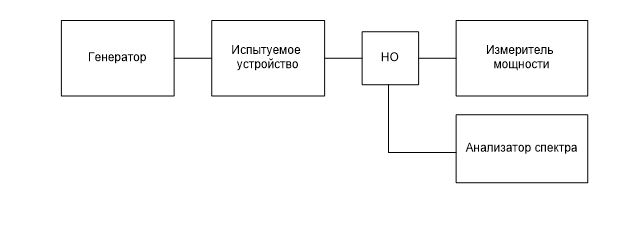 Генератор
Испытуемое
устройство
НО
Измеритель
мощности
Анализатор спектра